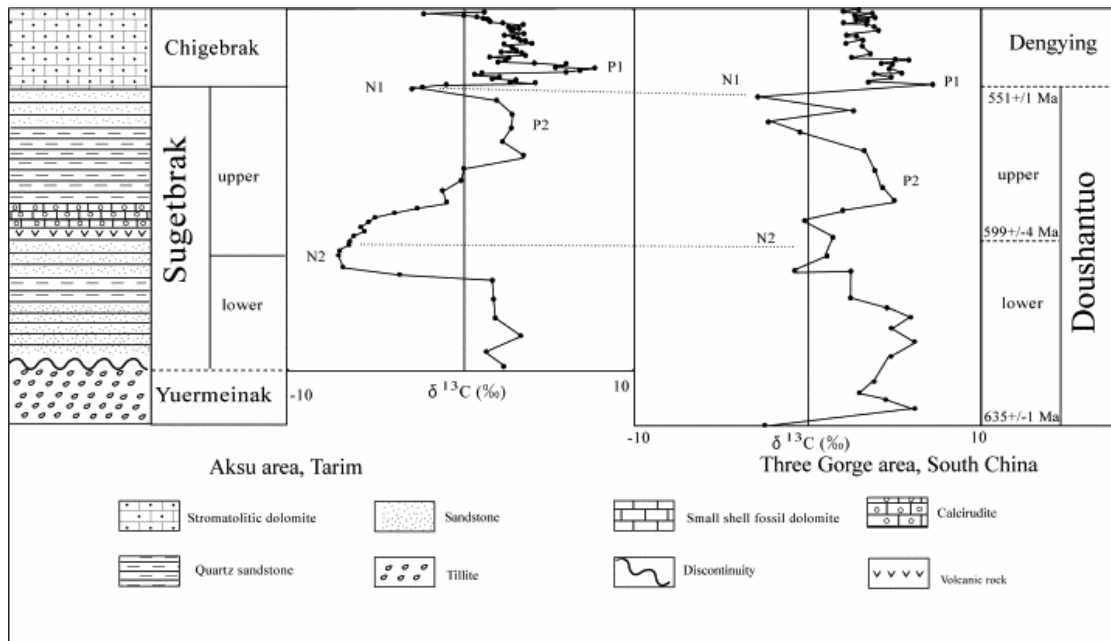 Chigebrak
Sugetbrak
upper
lower
Yuermeinak
N1
P1
P2
N2
-10
δ ¹³C (‰)
10
N1
P1
P2
N2
-10
δ ¹³C (‰)
10
Dengying
551+/1 Ma
upper
599+/-4 Ma
lower
635+/-1 Ma
Doushantuo
Aksu area, Tarim
Three Gorge area, South China
Stromatolitic dolomite
Sandstone
Small shell fossil dolomite
Calcirudite
Quartz sandstone
Tillite
Discontinuity
Volcanic rock